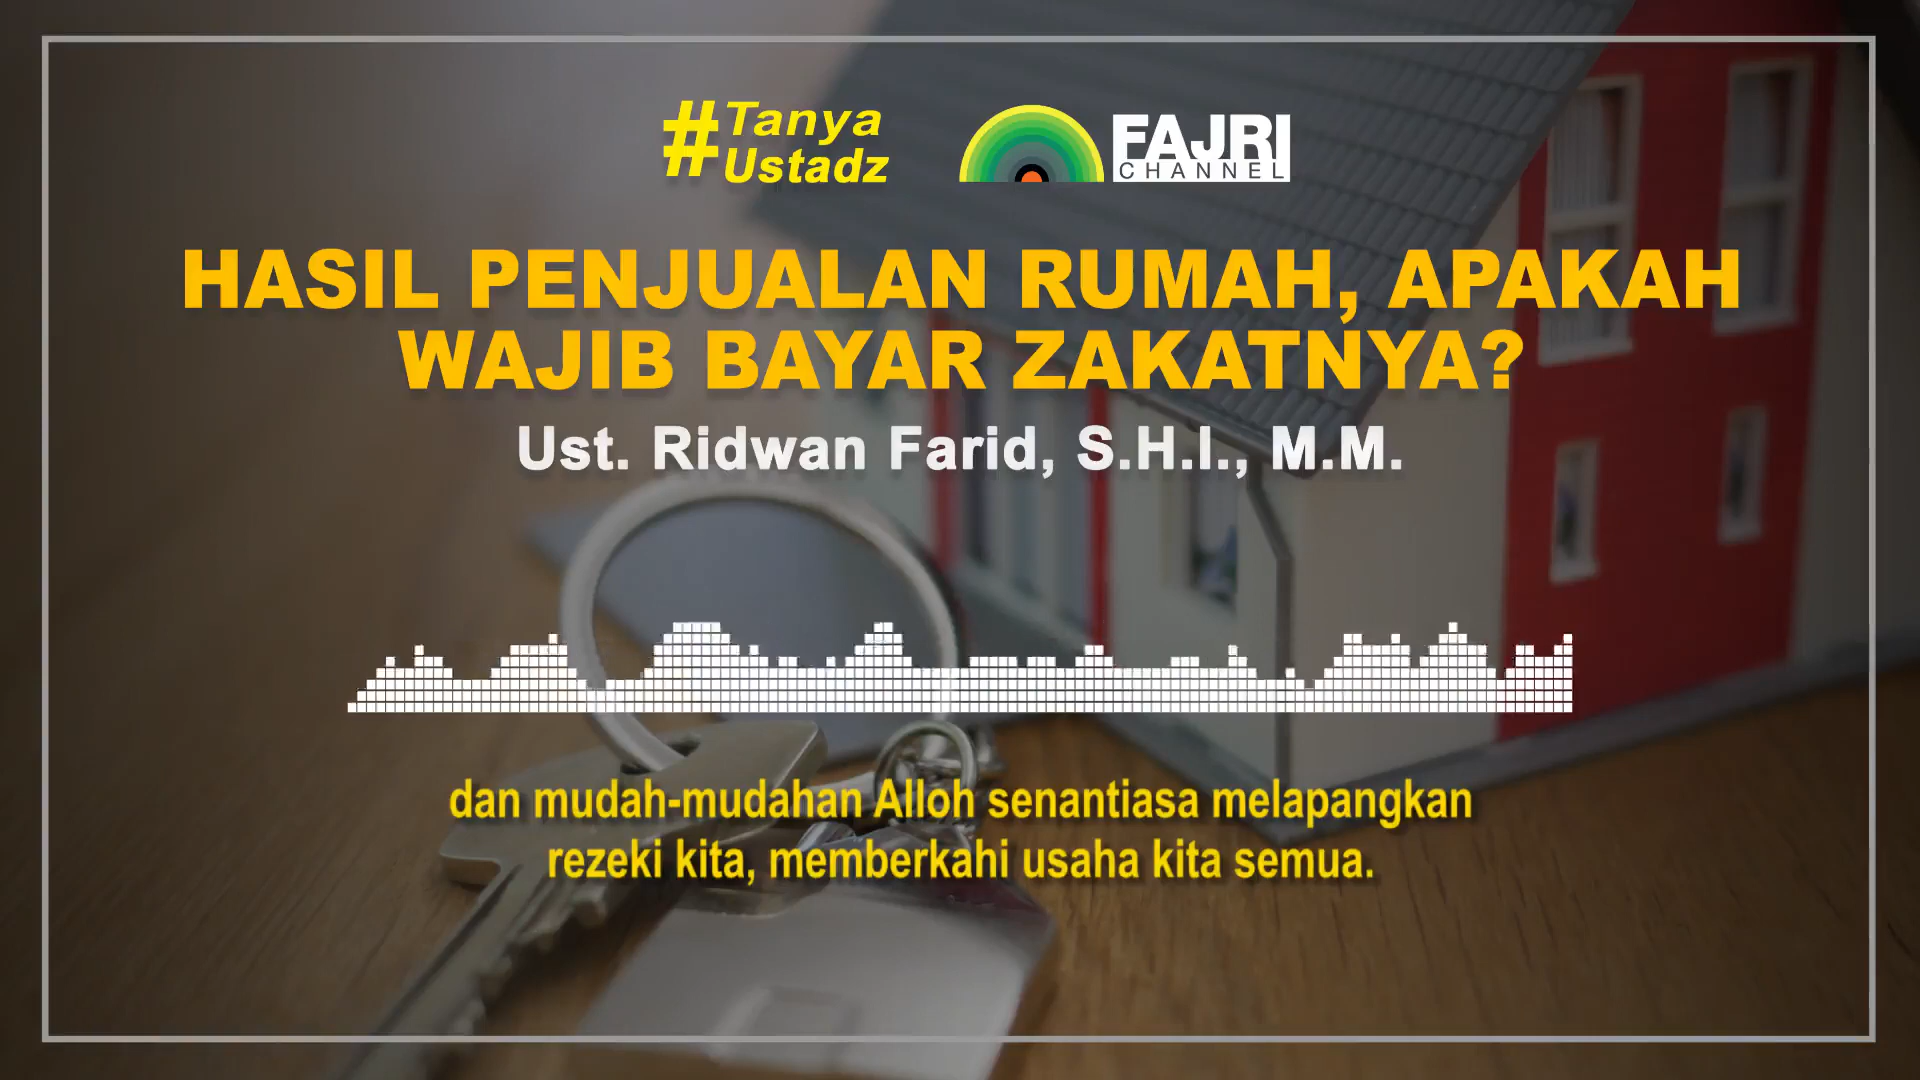 #Tanya
Ustadz
FAJRI
CHANNEL
HASIL PENJUALAN RUMAH, APAKAH
WAJIB BAYAR ZAKATNYA?
Ust. Ridwan Farid, S.H.I., M.M.
dan mudah-mudahan Alloh senantiasa melapangkan
rezeki kita, memberkahi usaha kita semua.